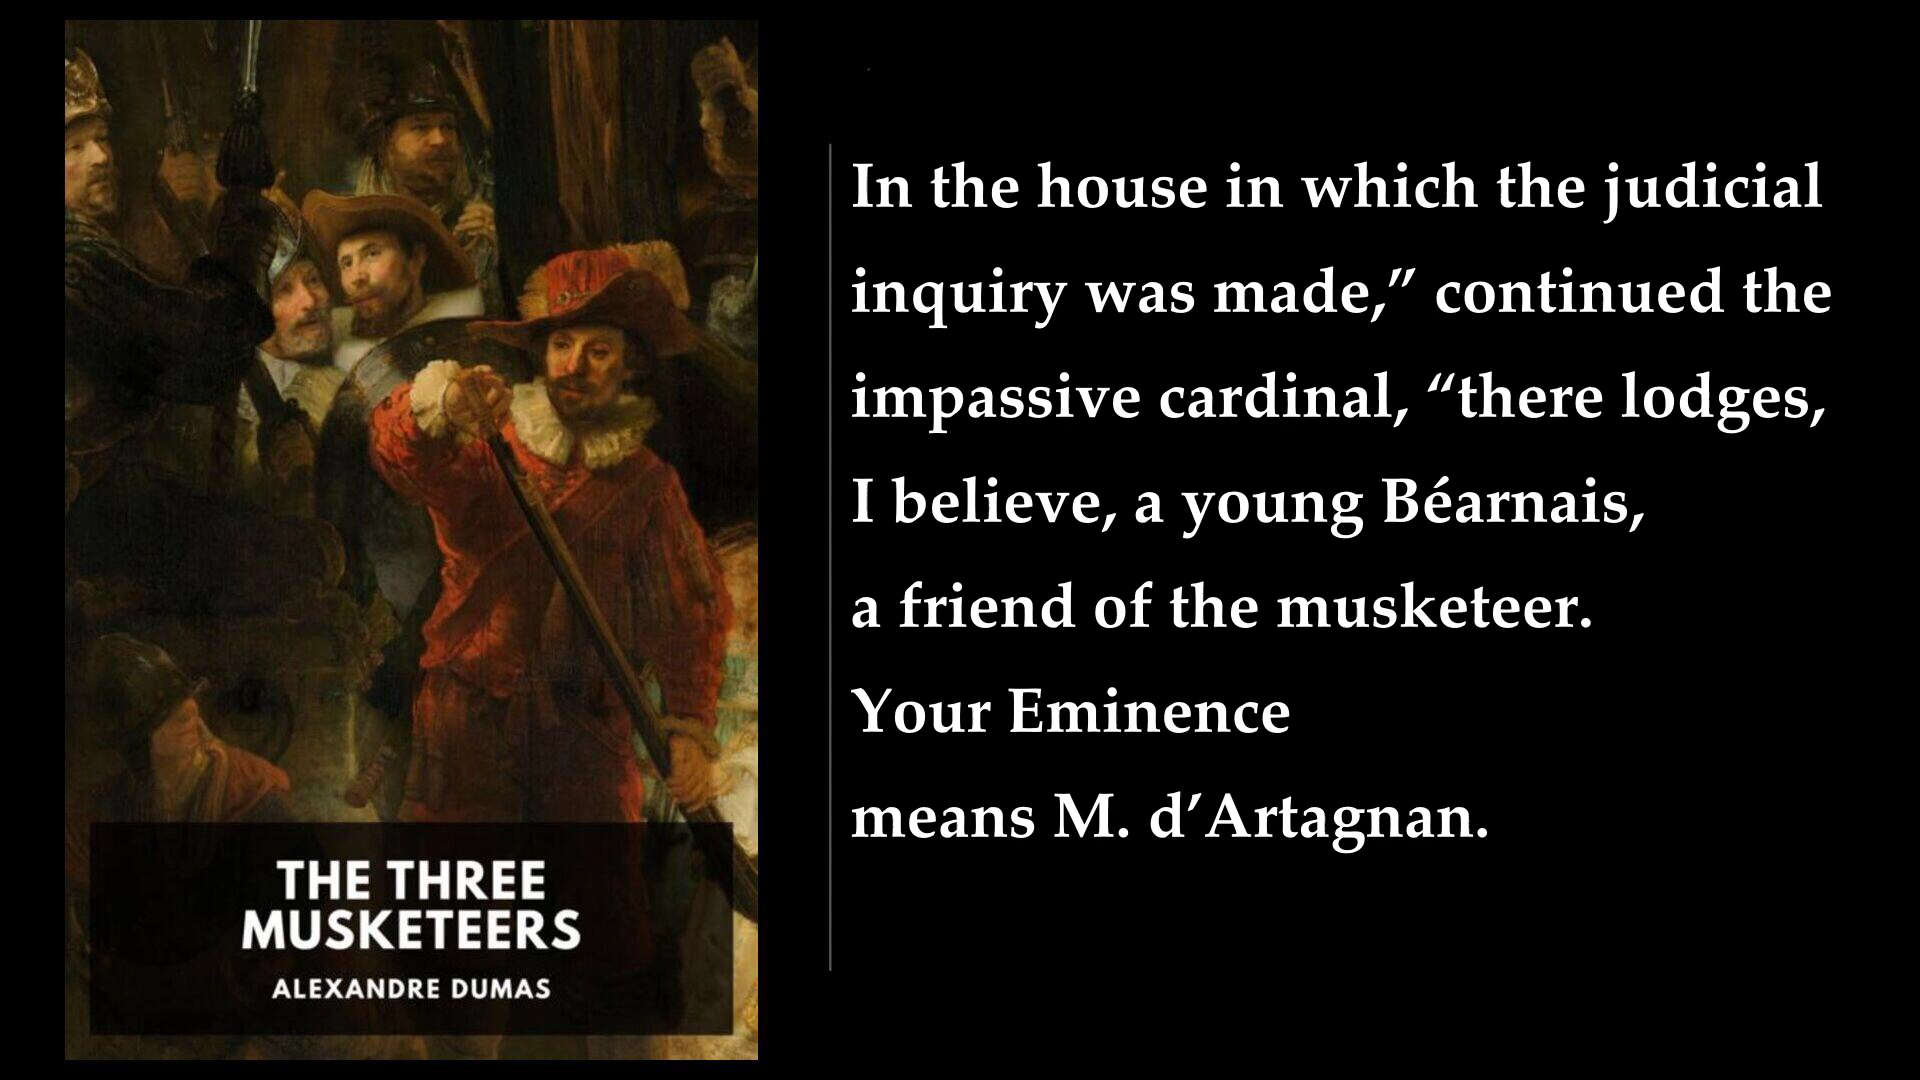 THE THREE
MUSKETEERS
ALEXANDRE DUMAS
In the house in which the judicial
inquiry was made,” continued the
impassive cardinal, “there lodges,
I believe, a young Béarnais,
a friend of the musketeer.
Your Eminence
means M. d’Artagnan.